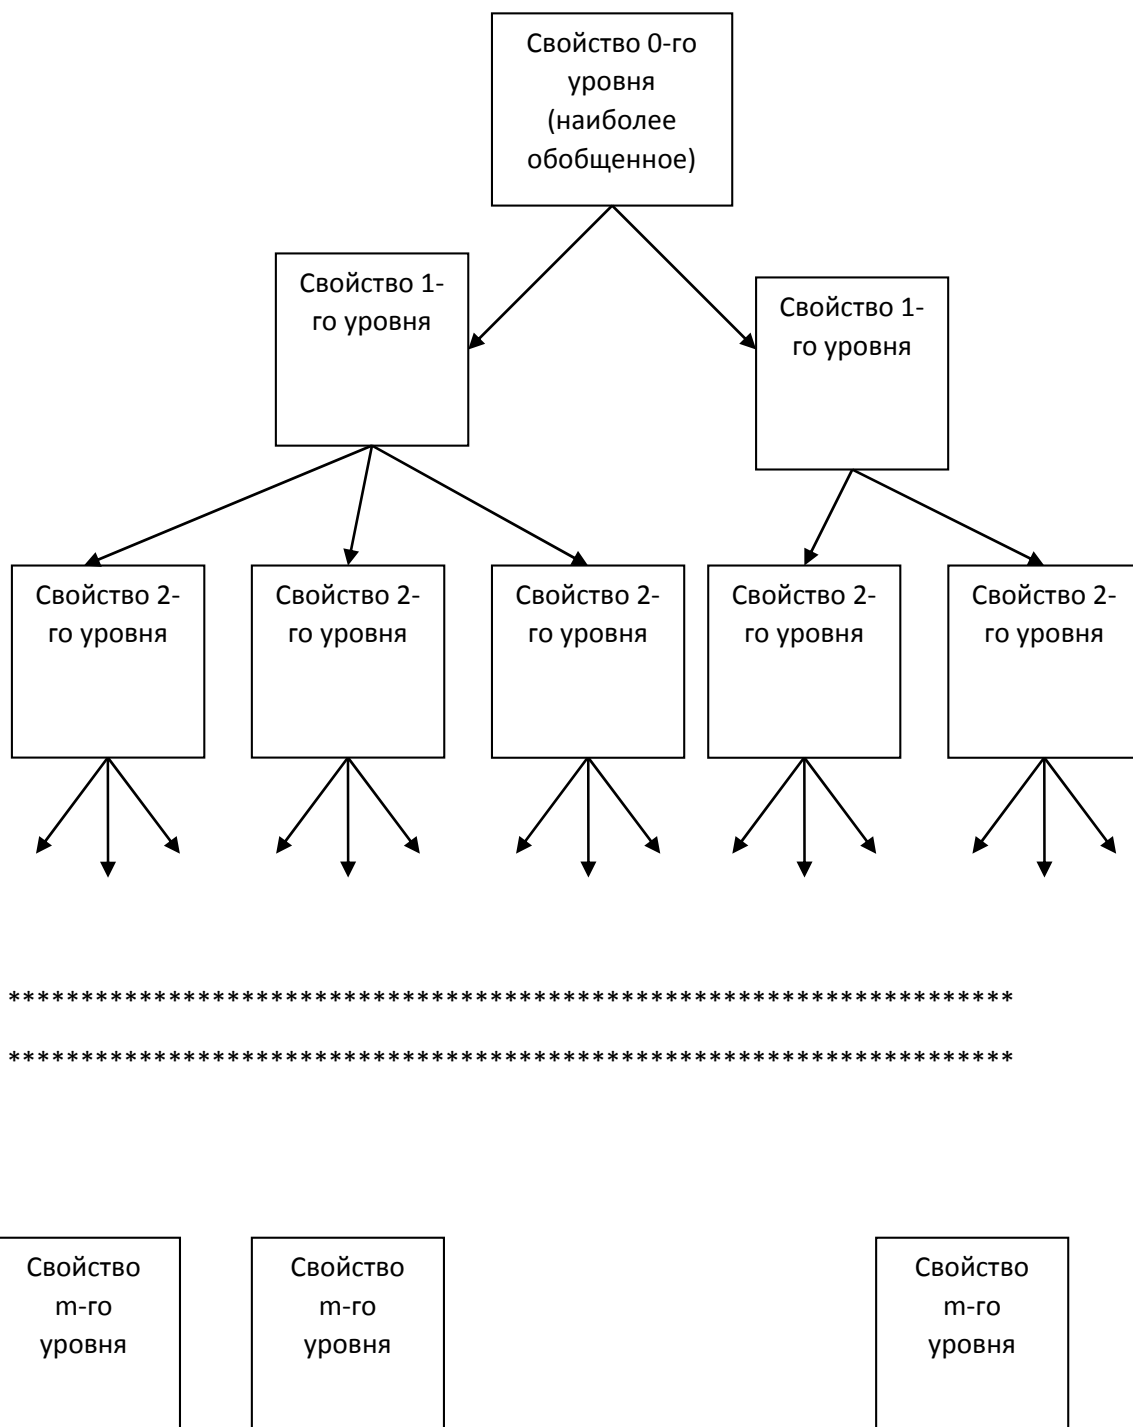 Свойство 0-го
уровня
(наиболее
обобщенное)
Свойство 1-
го уровня
Свойство 1-
го уровня
Свойство 2-
го уровня
Свойство 2-
го уровня
Свойство 2-
го уровня
Свойство 2-
го уровня
Свойство 2-
го уровня
*********************************************************************
*********************************************************************
Свойство
m-го
уровня
Свойство
m-го
уровня
Свойство
m-го
уровня